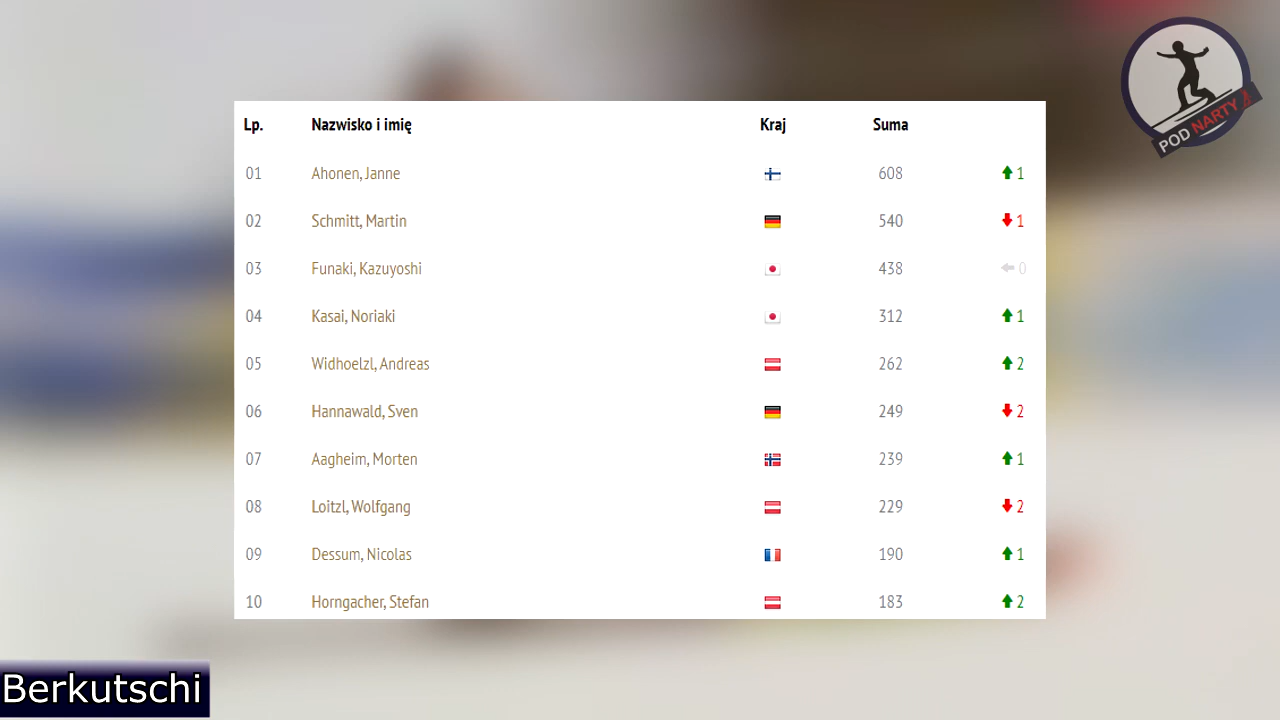 POD NARTY
Lp. Nazwisko i imię Kraj Suma
01 Ahonen, Janne 608 1
02 Schmitt, Martin 540 1
03 Funaki, Kazuyoshi 438 0
04 Kasai, Noriaki 312 1
05 Widhoelzl, Andreas 262 2
06 Hannawald, Sven 249 2
07 Aagheim, Morten 239 1
08 Loitzl, Wolfgang 229 2
09 Dessum, Nicolas 190 1
10 Horngacher, Stefan 183 2
Berkutschi